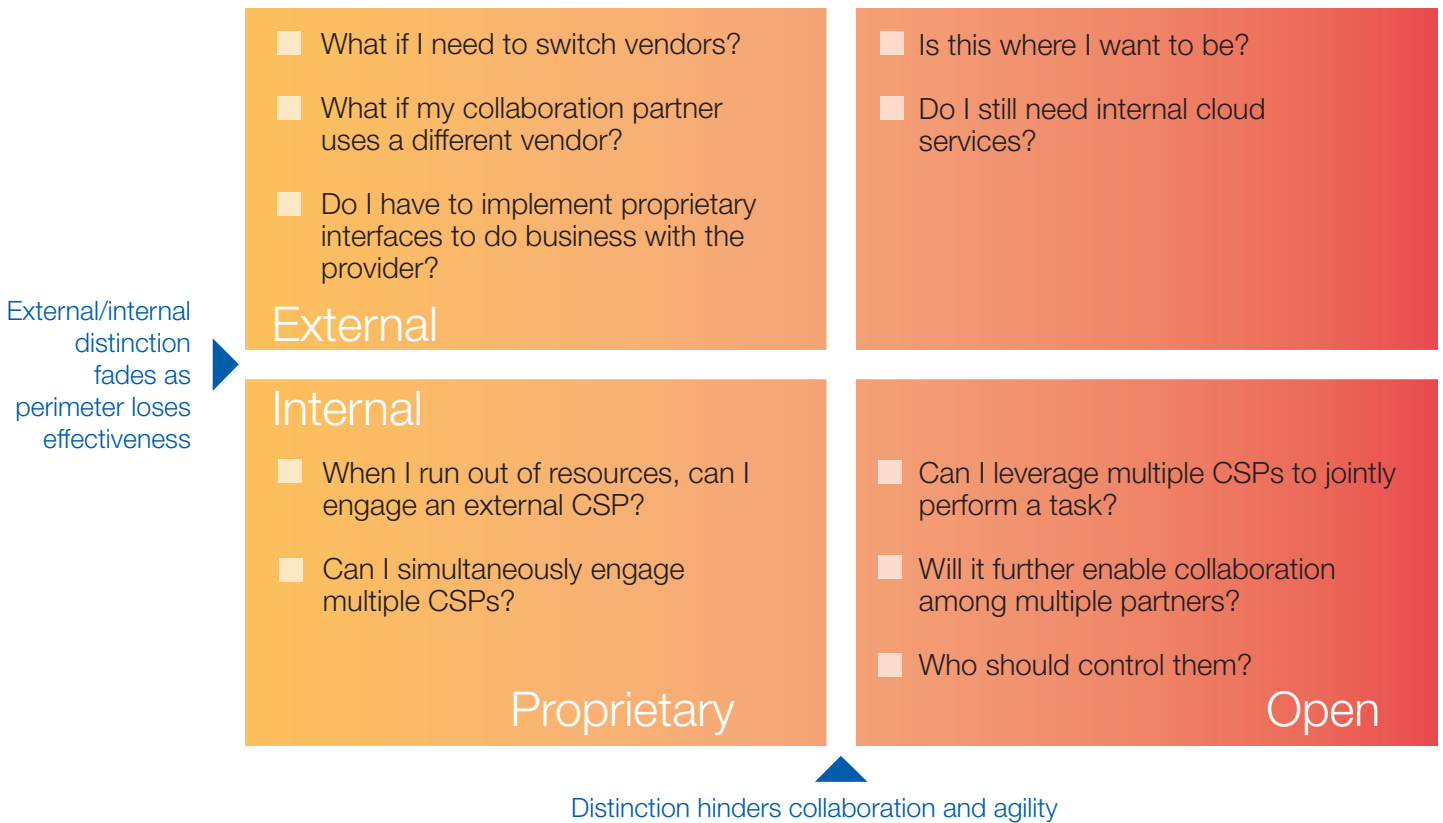 What if I need to switch vendors?
What if my collaboration partner
uses a different vendor?
Do I have to implement proprietary
interfaces to do business with the
provider?
External
Is this where I want to be?
Do I still need internal cloud
services?
External/internal
distinction
fades as
perimeter loses
effectiveness
Internal
When I run out of resources, can I
engage an external CSP?
Can I simultaneously engage
multiple CSPs?
Proprietary
Can I leverage multiple CSPs to jointly
perform a task?
Will it further enable collaboration
among multiple partners?
Who should control them?
Open
Distinction hinders collaboration and agility